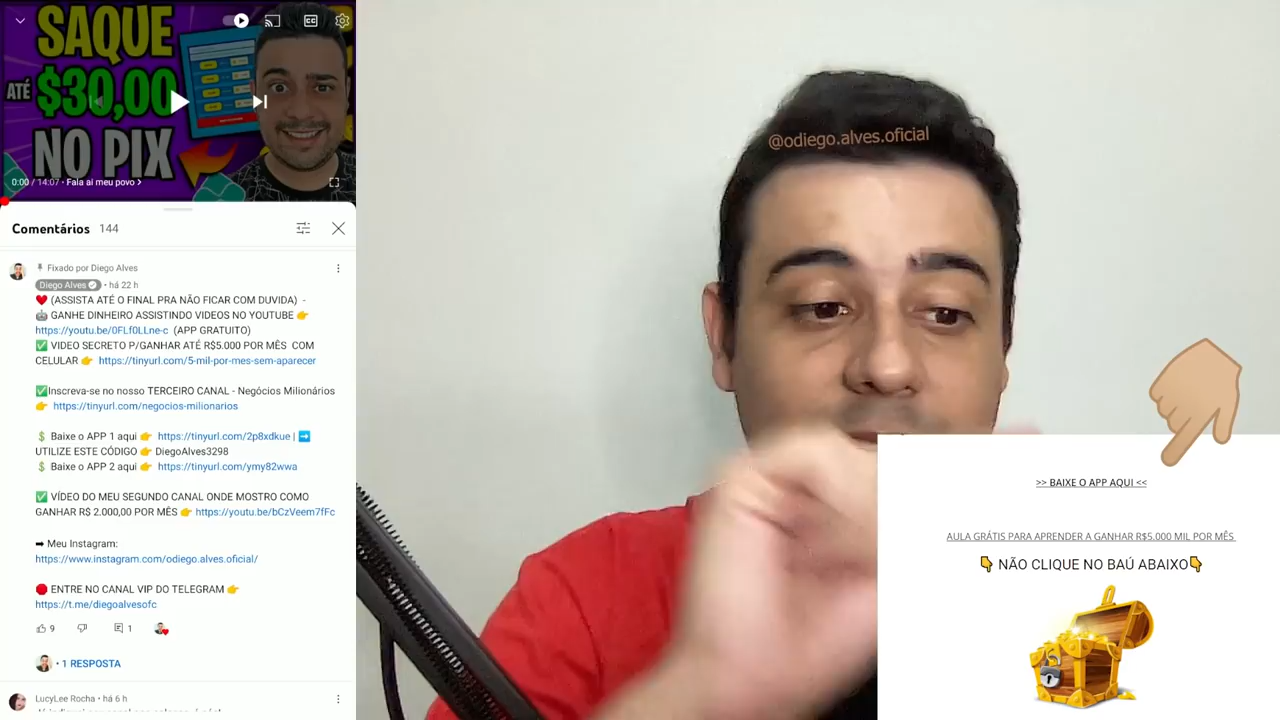 SAQUE
ATÉ $30,00
NO PIX
CC
0:00 / 14:07 • Fala ai meu povo >
Comentários 144
Fixado por Diego Alves
Diego Alves • há 22 h
❤️ (ASSISTA ATÉ O FINAL PRA NÃO FICAR COM DUVIDA) -
🤖 GANHE DINHEIRO ASSISTINDO VIDEOS NO YOUTUBE 👉
https://youtu.be/0FLf0LLne-c (APP GRATUITO)
✅ VIDEO SECRETO P/GANHAR ATÉ R$5.000 POR MÊS COM
CELULAR 👉 https://tinyurl.com/5-mil-por-mes-sem-aparecer
✅Inscreva-se no nosso TERCEIRO CANAL - Negócios Milionários
👉 https://tinyurl.com/negocios-milionarios
💲 Baixe o APP 1 aqui 👉 https://tinyurl.com/2p8xdkue | ➡️
UTILIZE ESTE CÓDIGO 👉 DiegoAlves3298
💲 Baixe o APP 2 aqui 👉 https://tinyurl.com/ymy82wwa
✅ VÍDEO DO MEU SEGUNDO CANAL ONDE MOSTRO COMO
GANHAR R$ 2.000,00 POR MÊS 👉 https://youtu.be/bCzVeem7fFc
➡ Meu Instagram:
https://www.instagram.com/odiego.alves.oficial/
🛑 ENTRE NO CANAL VIP DO TELEGRAM 👉
https://t.me/diegoalvesofc
9
1
• 1 RESPOSTA
LucyLee Rocha • há 6 h
@odiego.alves.oficial
>> BAIXE O APP AQUI <<
AULA GRÁTIS PARA APRENDER A GANHAR R$5.000 MIL POR MÊS
👇 NÃO CLIQUE NO BAÚ ABAIXO👇